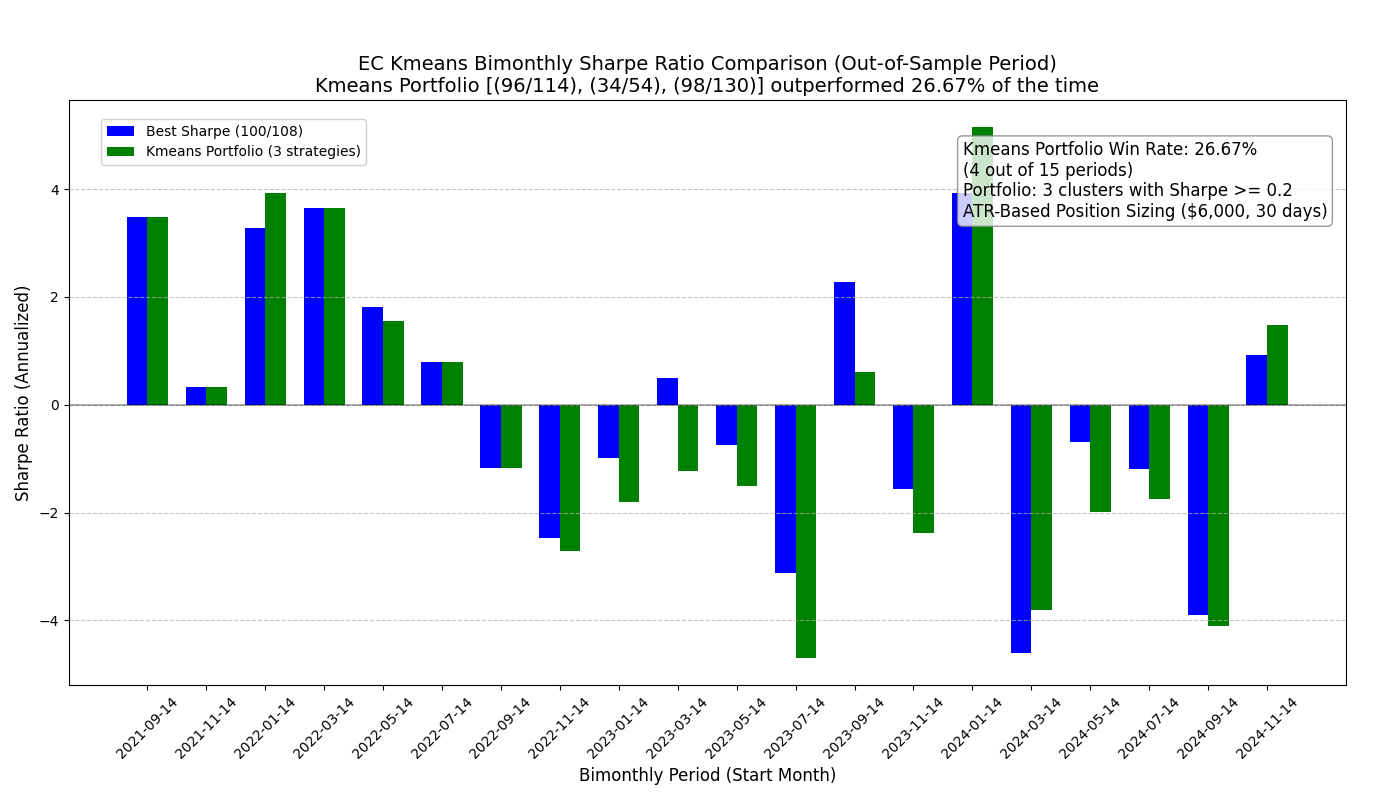 EC Kmeans Bimonthly Sharpe Ratio Comparison (Out-of-Sample Period)
Kmeans Portfolio [(96/114), (34/54), (98/130)] outperformed 26.67% of the time
Best Sharpe (100/108)
Kmeans Portfolio (3 strategies)
Kmeans Portfolio Win Rate: 26.67%
(4 out of 15 periods)
Portfolio: 3 clusters with Sharpe >= 0.2
ATR-Based Position Sizing ($6,000, 30 days)
Sharpe Ratio (Annualized)
4
2
0
−2
−4
2021-09-14
2021-11-14
2022-01-14
2022-03-14
2022-05-14
2022-07-14
2022-09-14
2022-11-14
2023-01-14
2023-03-14
2023-05-14
2023-07-14
2023-09-14
2023-11-14
2024-01-14
2024-03-14
2024-05-14
2024-07-14
2024-09-14
2024-11-14
Bimonthly Period (Start Month)